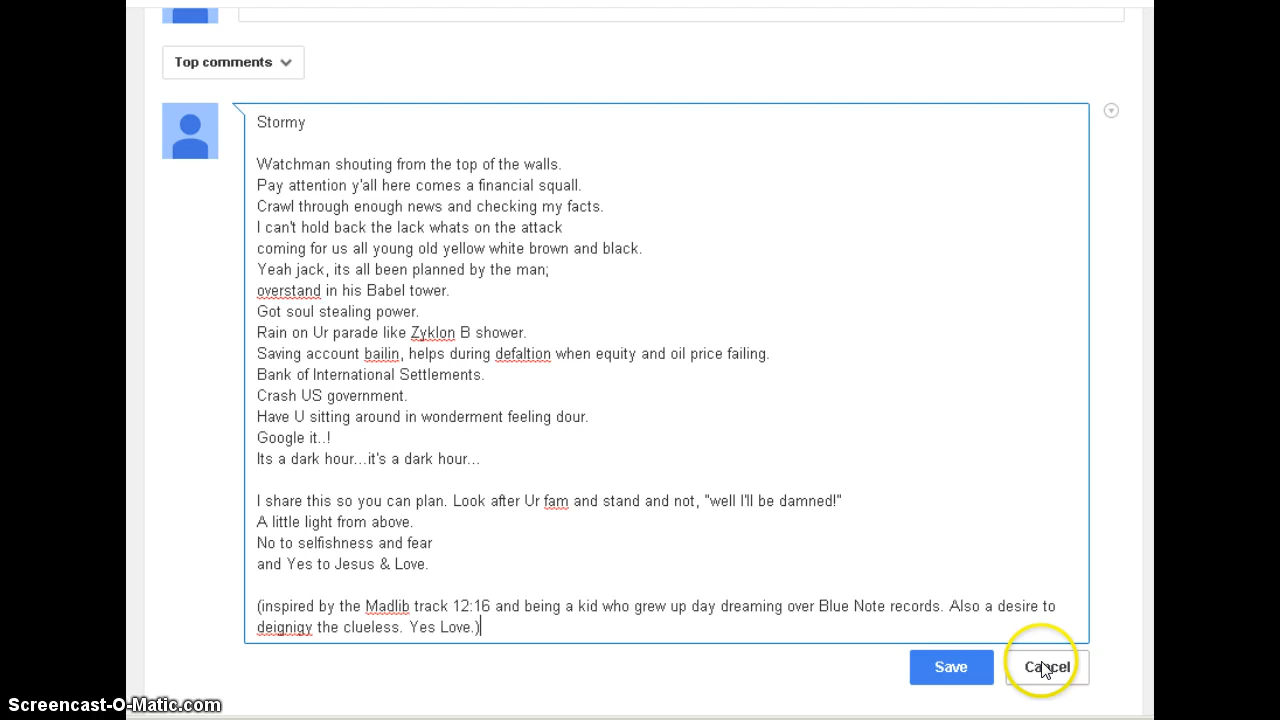 Top comments
Stormy
Watchman shouting from the top of the walls.
Pay attention y'all here comes a financial squall.
Crawl through enough news and checking my facts.
I can't hold back the lack whats on the attack
coming for us all young old yellow white brown and black.
Yeah jack, its all been planned by the man;
overstand in his Babel tower.
Got soul stealing power.
Rain on Ur parade like Zyklon B shower.
Saving account bailin, helps during defaltion when equity and oil price failing.
Bank of International Settlements.
Crash US government.
Have U sitting around in wonderment feeling dour.
Google it..!
Its a dark hour...it's a dark hour...
I share this so you can plan. Look after Ur fam and stand and not, "well I'll be damned!"
A little light from above.
No to selfishness and fear
and Yes to Jesus & Love.
(inspired by the Madlib track 12:16 and being a kid who grew up day dreaming over Blue Note records. Also a desire to
deignigy the clueless. Yes Love.)
Save Cancel
Screencast-O-Matic.com